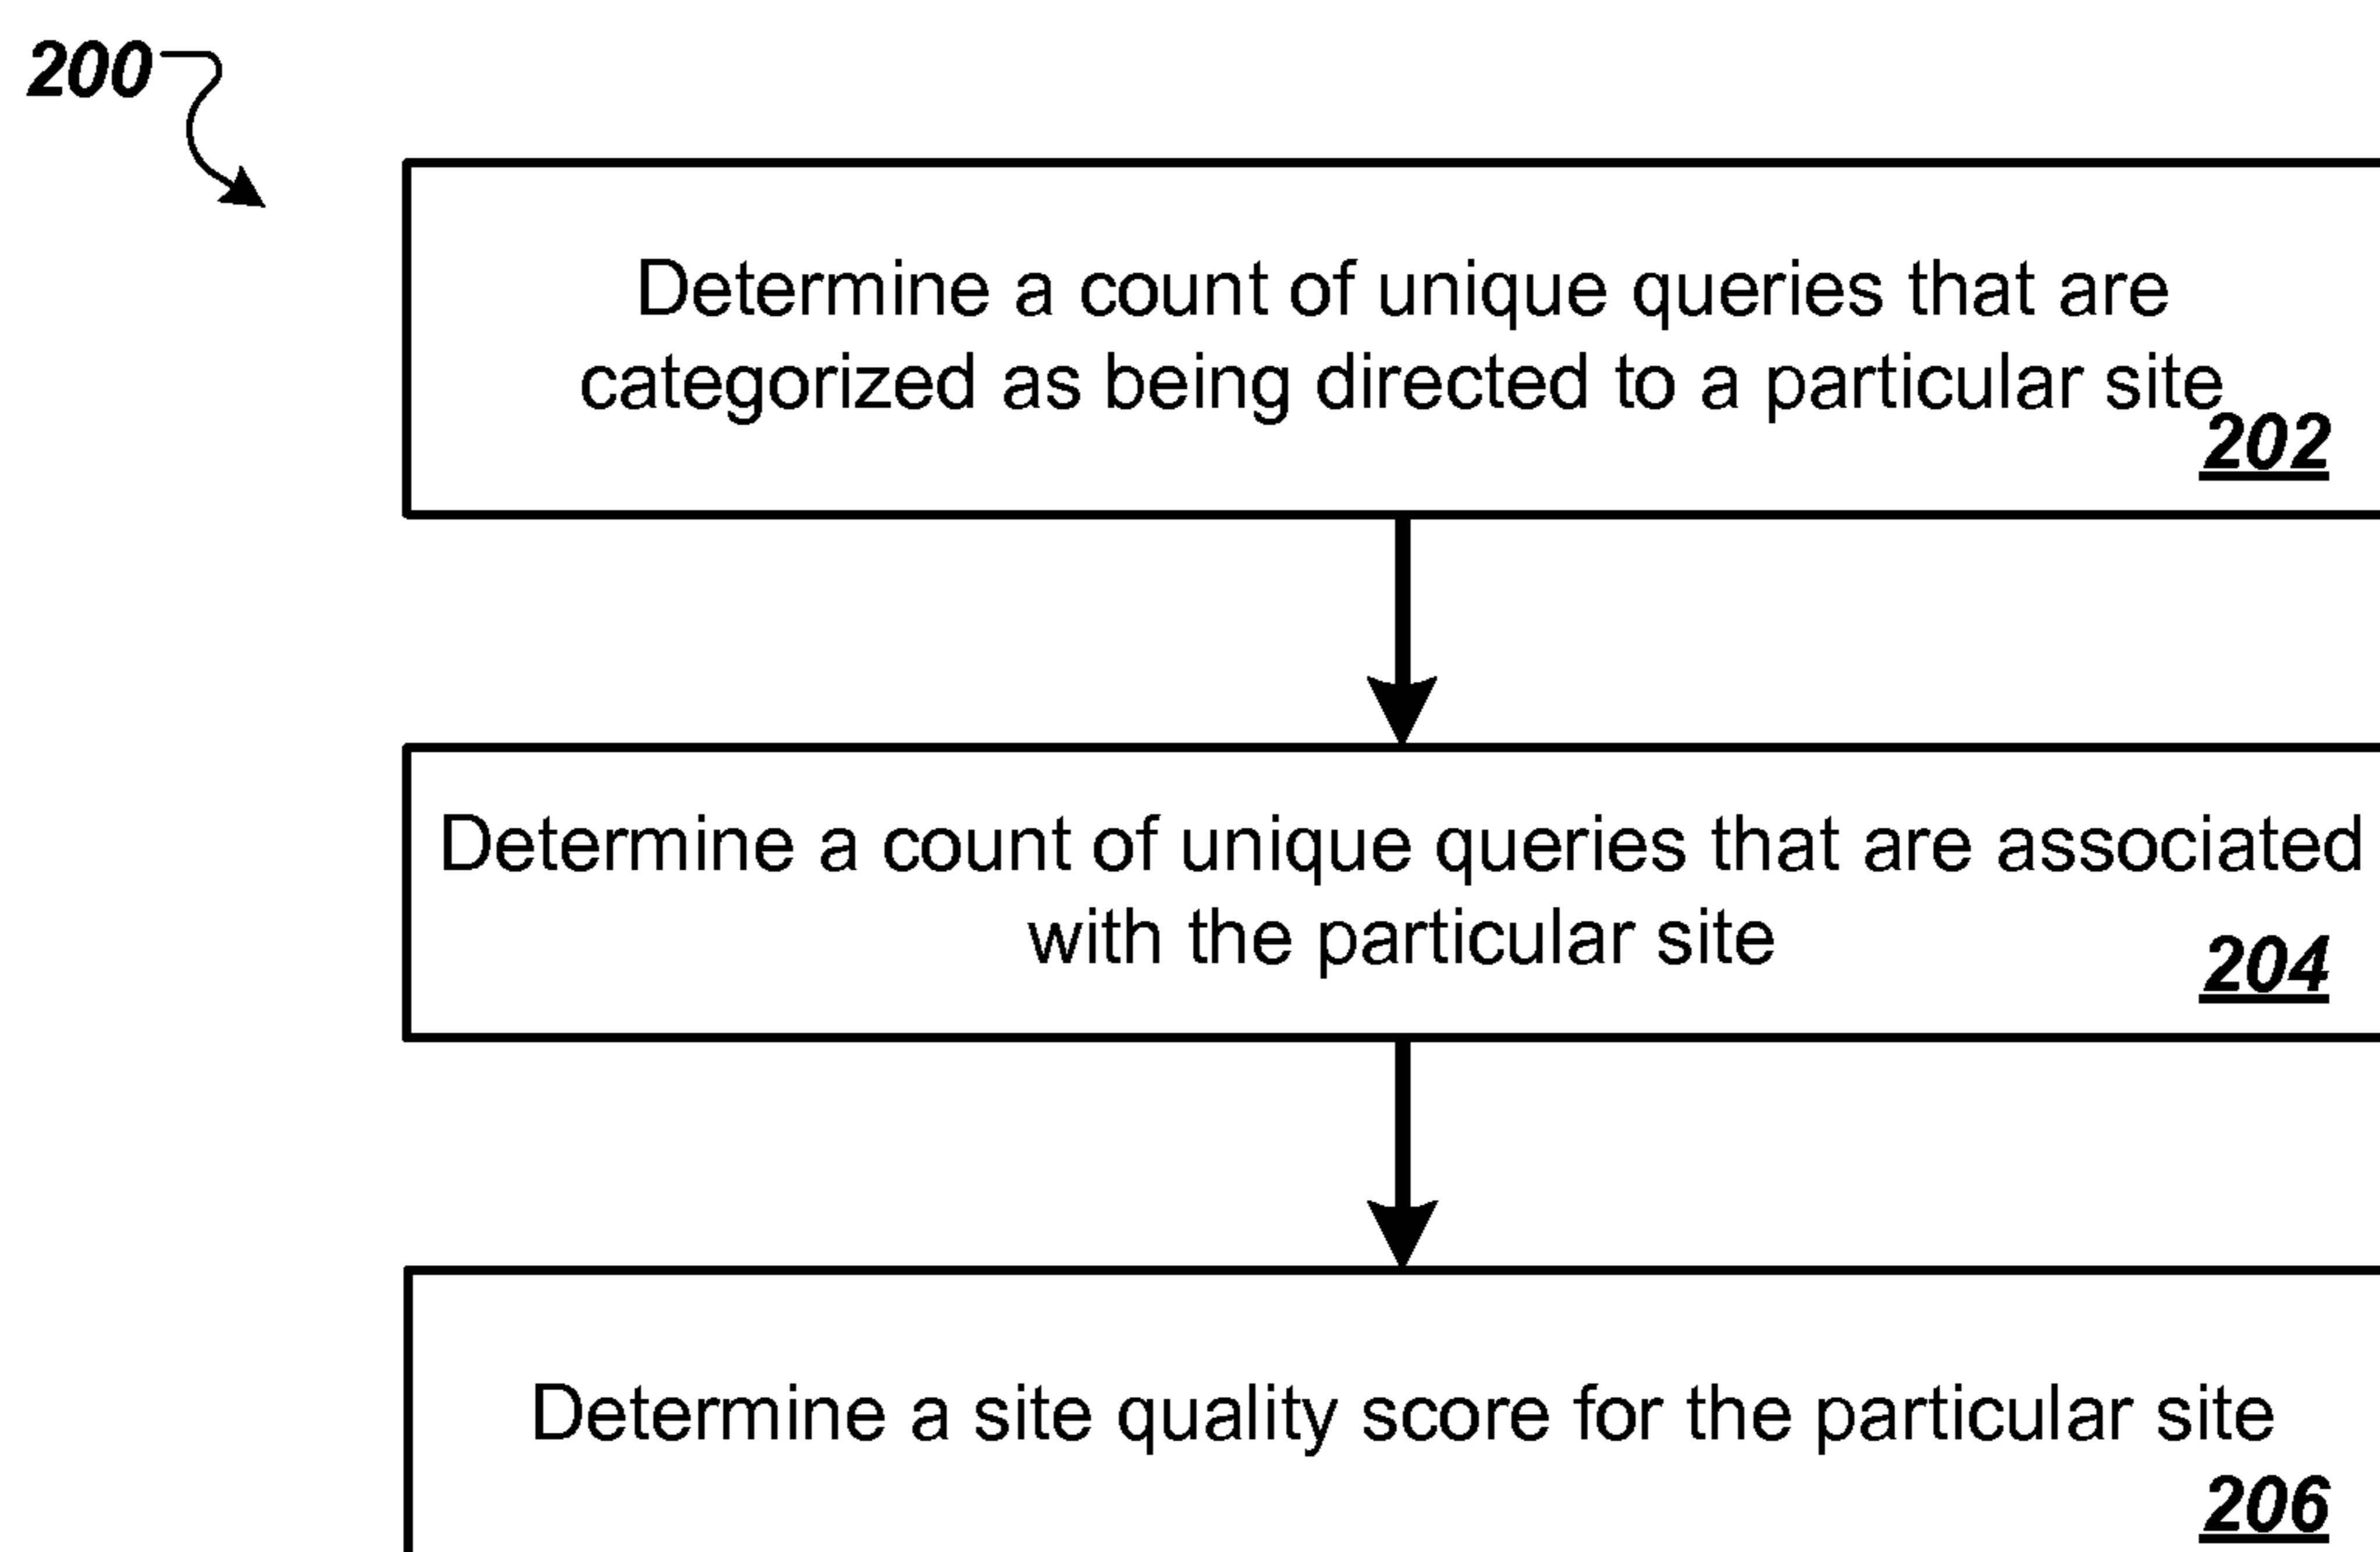 200
Determine a count of unique queries that are
categorized as being directed to a particular site
202
Determine a count of unique queries that are associated
with the particular site
204
Determine a site quality score for the particular site
206